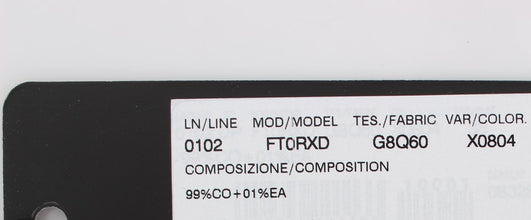 LN/LINE MOD/MODEL TES./FABRIC VAR/COLOR.
0102 FT0RXD G8Q60 X0804
COMPOSIZIONE/COMPOSITION
99%CO+01%EA